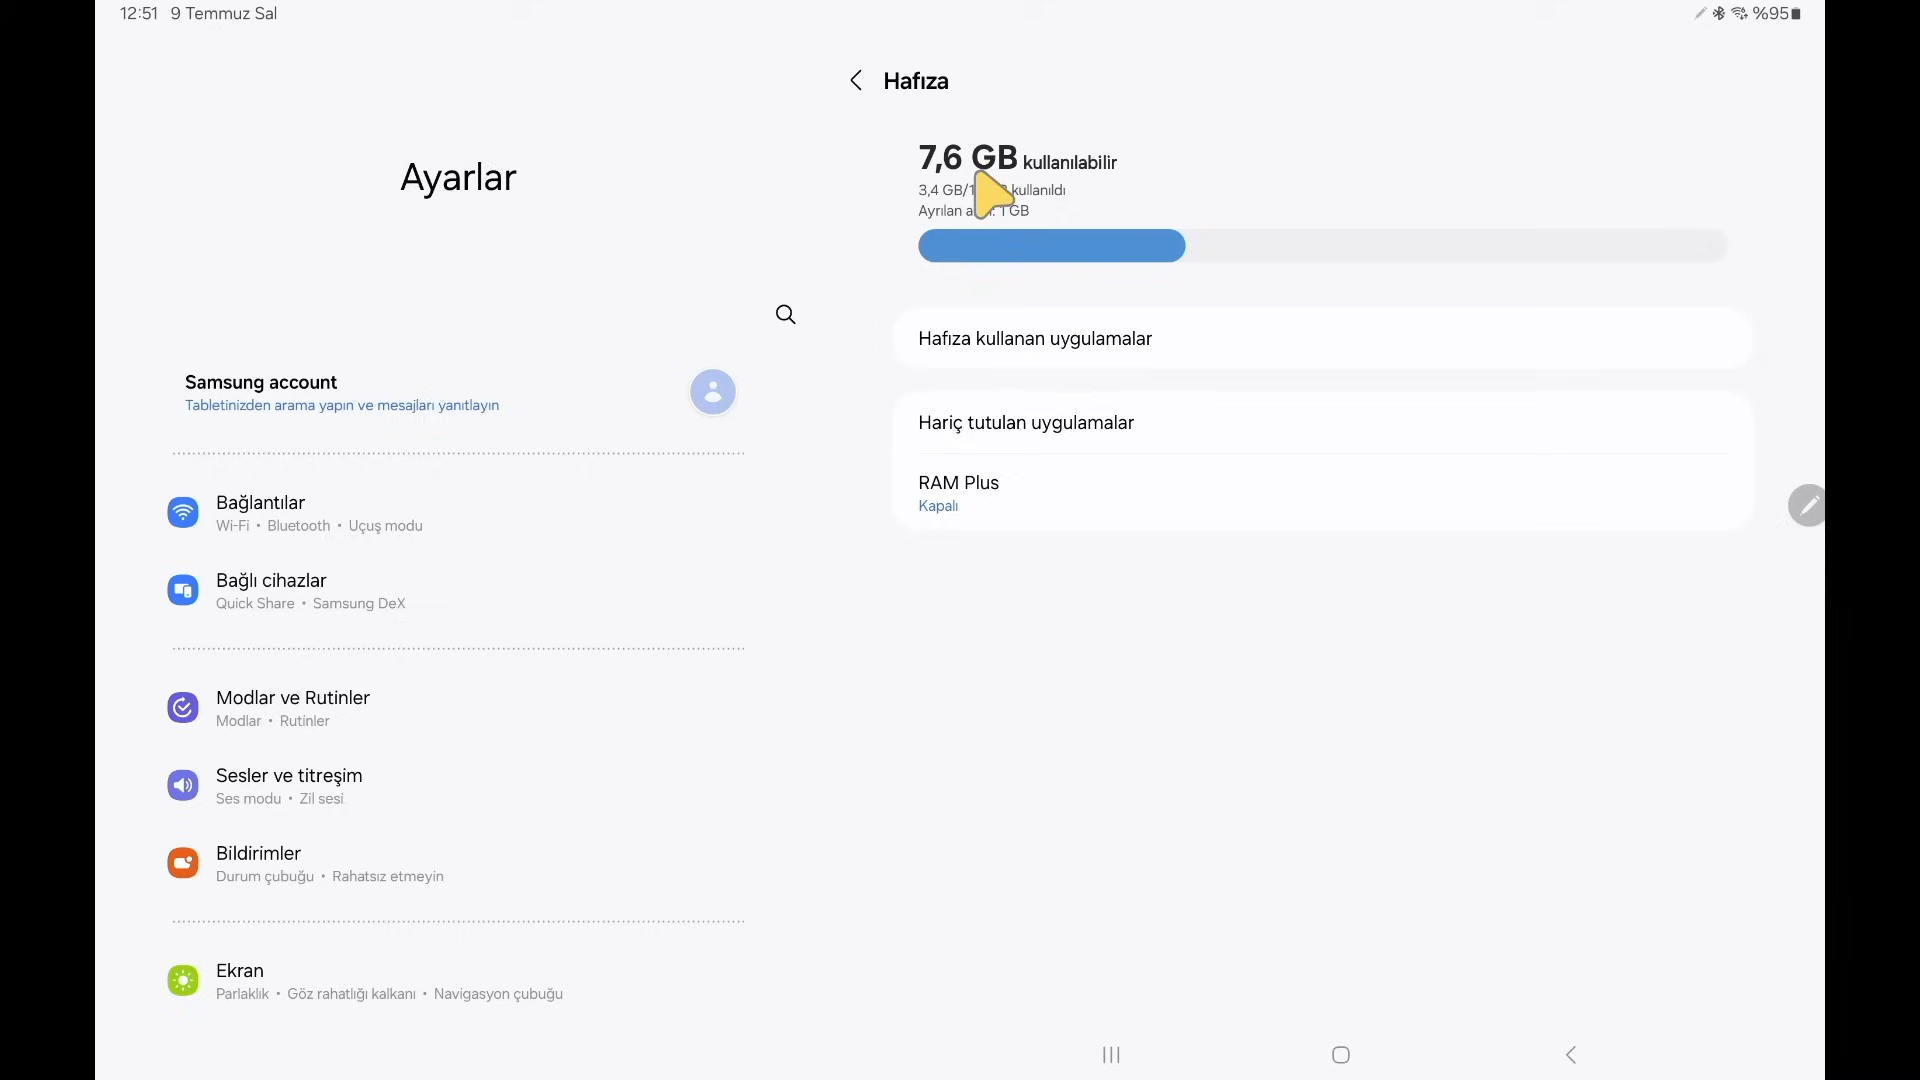 12:51 9 Temmuz Sal
%95
Ayarlar
Samsung account
Tabletinizden arama yapın ve mesajları yanıtlayın
Bağlantılar
Wi-Fi • Bluetooth • Uçuş modu
Bağlı cihazlar
Quick Share • Samsung DeX
Modlar ve Rutinler
Modlar • Rutinler
Sesler ve titreşim
Ses modu • Zil sesi
Bildirimler
Durum çubuğu • Rahatsız etmeyin
Ekran
Parlaklık • Göz rahatlığı kalkanı • Navigasyon çubuğu
Hafıza
7,6 GB kullanılabilir
3,4 GB/ kullanıldı
Ayrılan 1 GB
Hafıza kullanan uygulamalar
Hariç tutulan uygulamalar
RAM Plus
Kapalı